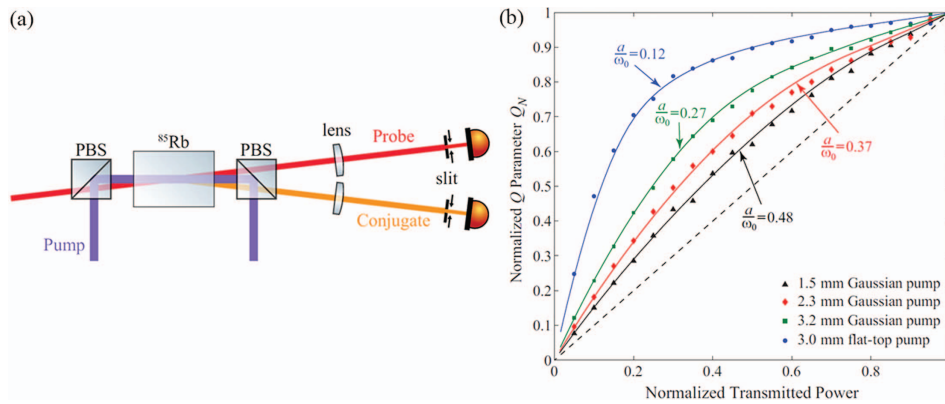 (a)
PBS
⁸⁵Rb
PBS
lens
Probe
slit
Conjugate
Pump
(b)
Normalized Q Parameter Q_N
1
0.9
0.8
0.7
0.6
0.5
0.4
0.3
0.2
0.1
0
a/ω₀=0.12
a/ω₀=0.27
a/ω₀=0.37
a/ω₀=0.48
1.5 mm Gaussian pump
2.3 mm Gaussian pump
3.2 mm Gaussian pump
3.0 mm flat-top pump
0 0.2 0.4 0.6 0.8
Normalized Transmitted Power